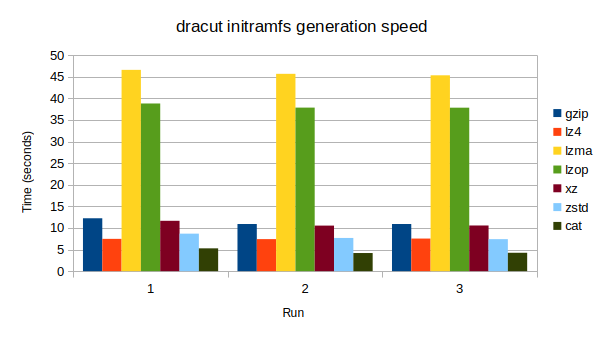 dracut initramfs generation speed
50
45
40
35
30
25
20
15
10
5
0
Time (seconds)
1 2 3
Run
gzip
lz4
lzma
lzop
xz
zstd
cat